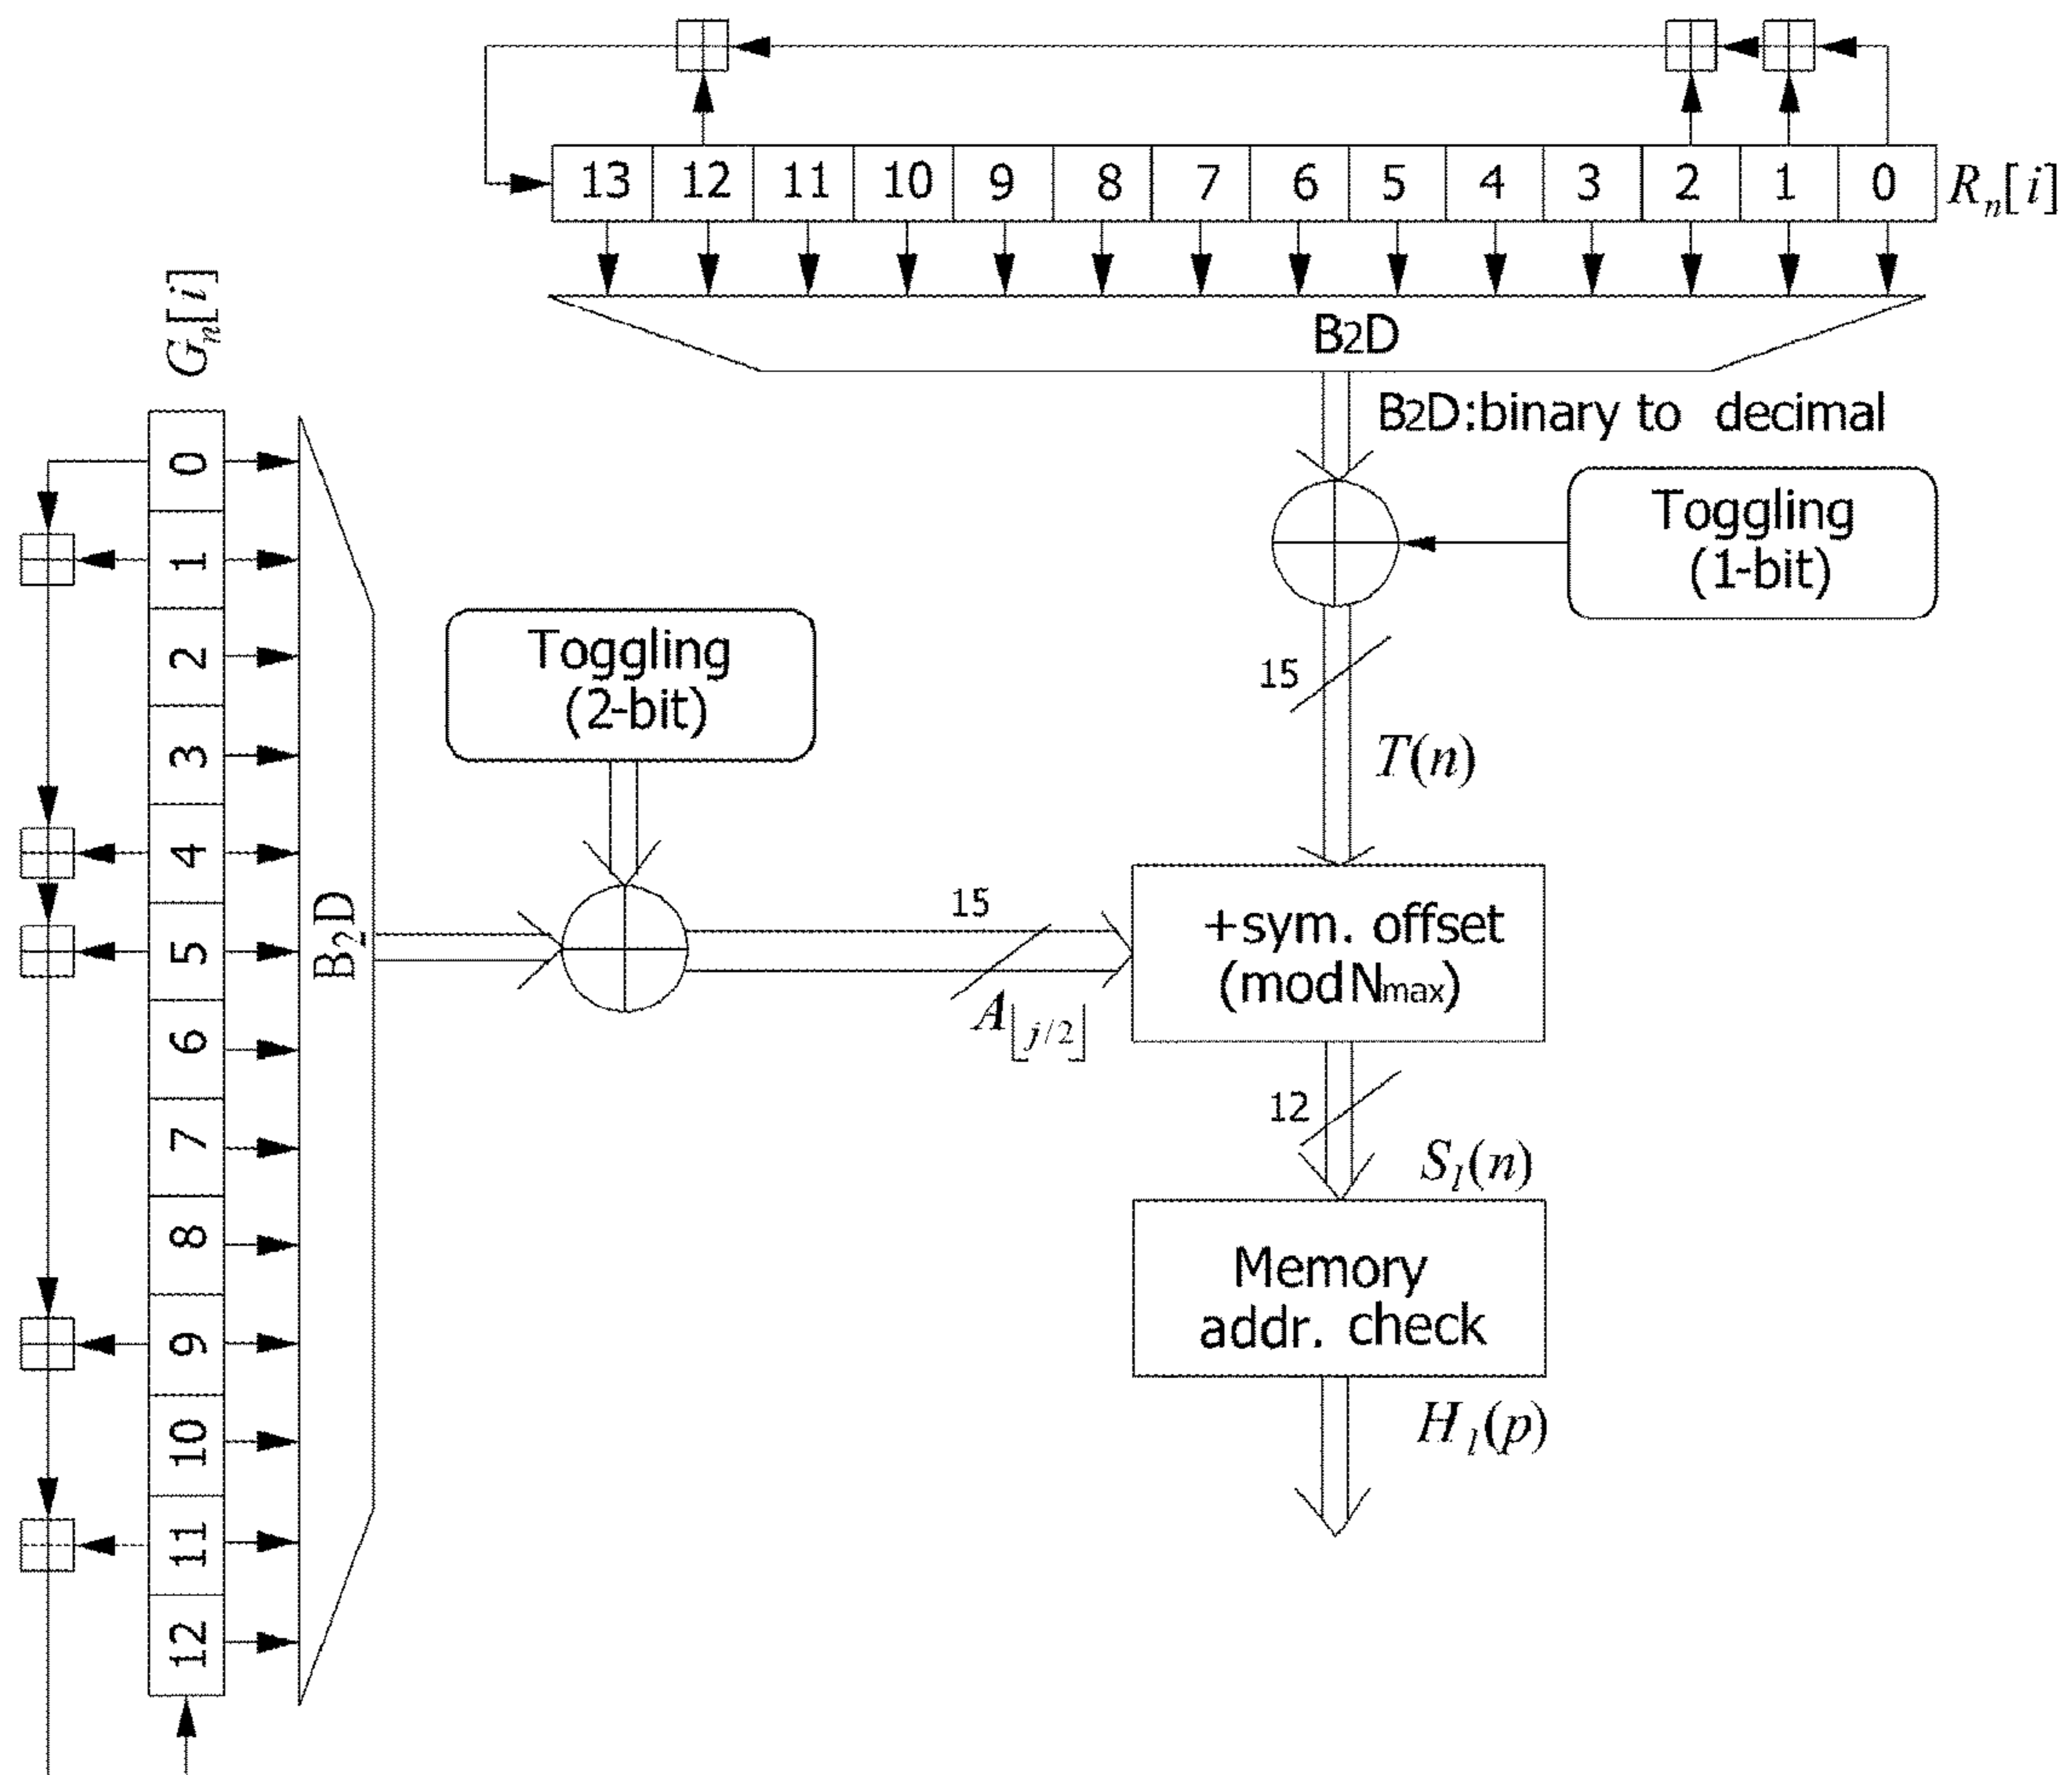 13 12 11 10 9 8 7 6 5 4 3 2 1 0 Rₙ[i]
B2D
B2D:binary to decimal
Toggling
(1-bit)
15
T(n)
Gₙ[i]
0
1
2
3
4
5
6
7
8
9
10
11
12
B2D
Toggling
(2-bit)
15
A⌊j/2⌋
+sym. offset
(modNmax)
12
Sₗ(n)
Memory
addr. check
Hₗ(p)